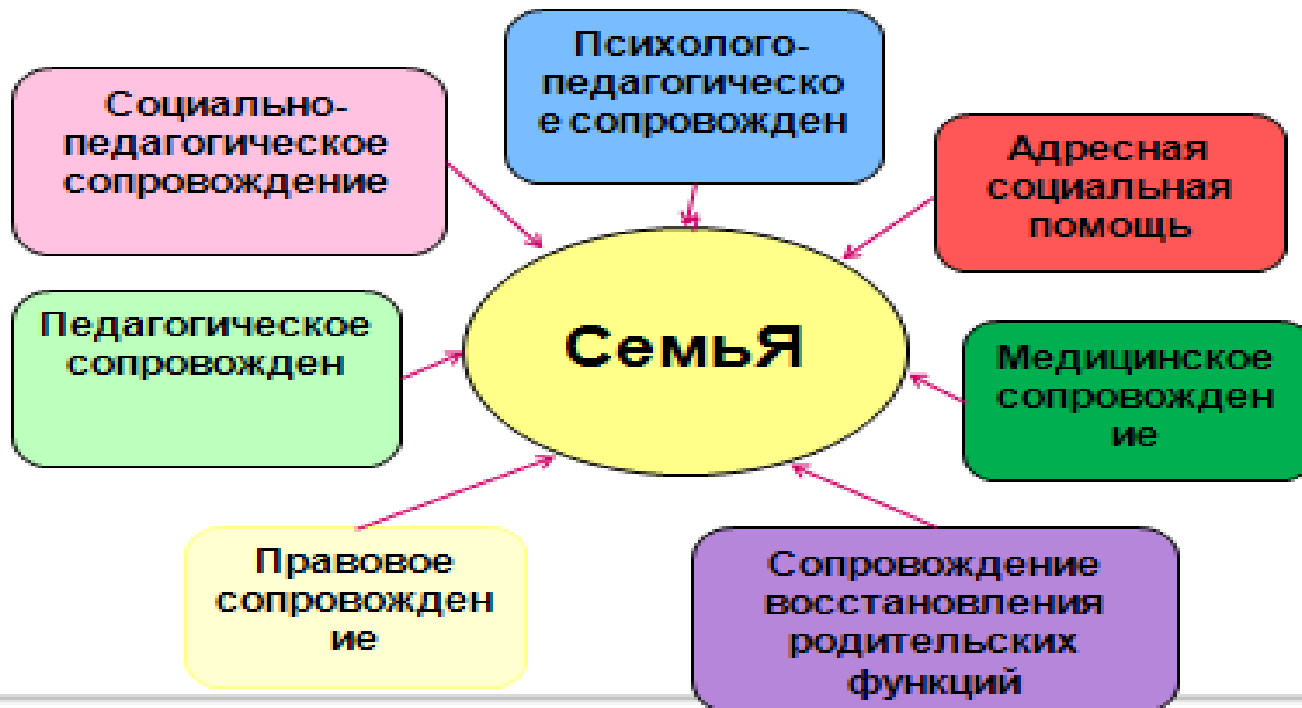 Психолого-
педагогическо
е сопровожден
Социально-
педагогическое
сопровождение
Адресная
социальная
помощь
Педагогическое
сопровожден
СемьЯ
Медицинское
сопровожден
ие
Правовое
сопровожден
ие
Сопровождение
восстановления
родительских
функций